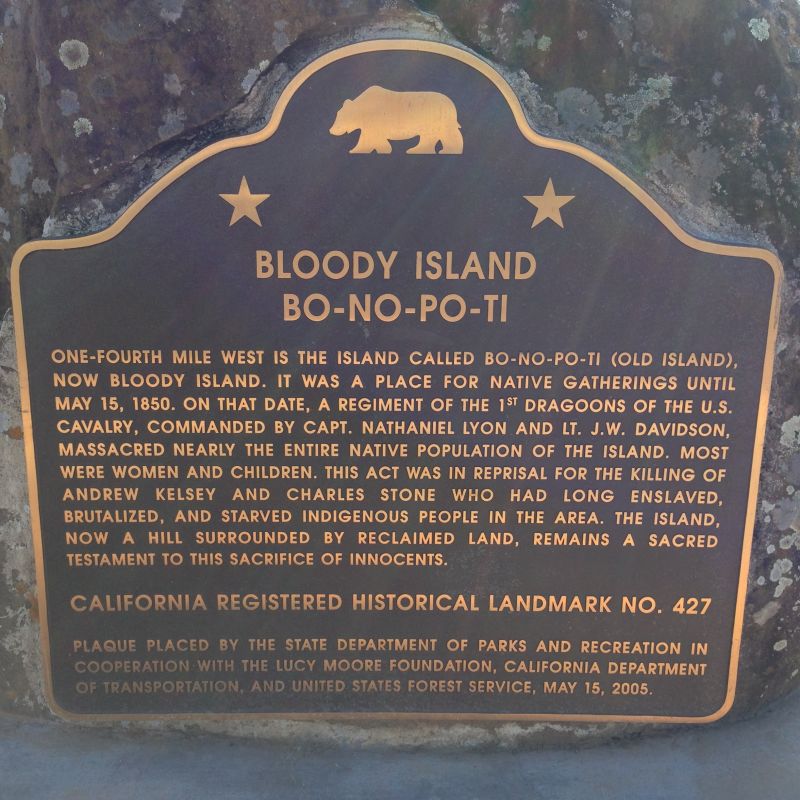 BLOODY ISLAND
BO-NO-PO-TI
ONE-FOURTH MILE WEST IS THE ISLAND CALLED BO-NO-PO-TI (OLD ISLAND),
NOW BLOODY ISLAND. IT WAS A PLACE FOR NATIVE GATHERINGS UNTIL
MAY 15, 1850. ON THAT DATE, A REGIMENT OF THE 1ST DRAGOONS OF THE U.S.
CAVALRY, COMMANDED BY CAPT. NATHANIEL LYON AND LT. J.W. DAVIDSON,
MASSACRED NEARLY THE ENTIRE NATIVE POPULATION OF THE ISLAND. MOST
WERE WOMEN AND CHILDREN. THIS ACT WAS IN REPRISAL FOR THE KILLING OF
ANDREW KELSEY AND CHARLES STONE WHO HAD LONG ENSLAVED,
BRUTALIZED, AND STARVED INDIGENOUS PEOPLE IN THE AREA. THE ISLAND,
NOW A HILL SURROUNDED BY RECLAIMED LAND, REMAINS A SACRED
TESTAMENT TO THIS SACRIFICE OF INNOCENTS.
CALIFORNIA REGISTERED HISTORICAL LANDMARK NO. 427
PLAQUE PLACED BY THE STATE DEPARTMENT OF PARKS AND RECREATION IN
COOPERATION WITH THE LUCY MOORE FOUNDATION, CALIFORNIA DEPARTMENT
OF TRANSPORTATION, AND UNITED STATES FOREST SERVICE, MAY 15, 2005.